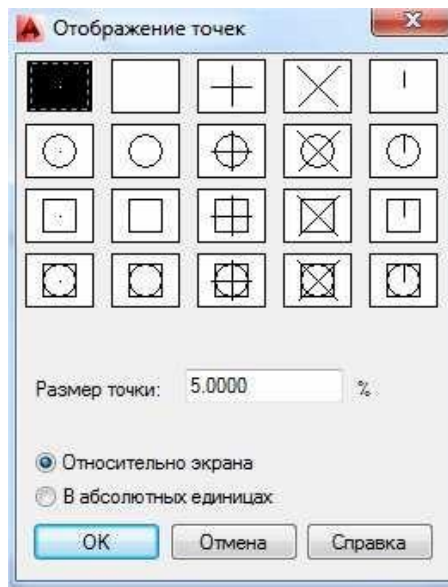 Отображение точек
Размер точки: 5.0000 %
Относительно экрана
В абсолютных единицах
OK Отмена Справка